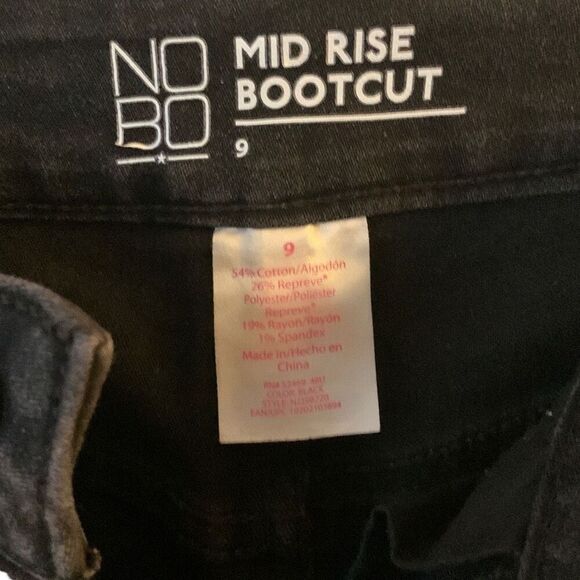 NO
BO
MID RISE
BOOTCUT
9
9
54% Cotton/Algodón
26% Repreve®
Polyester/Poliéster
Repreve®
19% Rayon/Rayón
1% Spandex
Made in/Hecho en
China
COLOR: BLACK